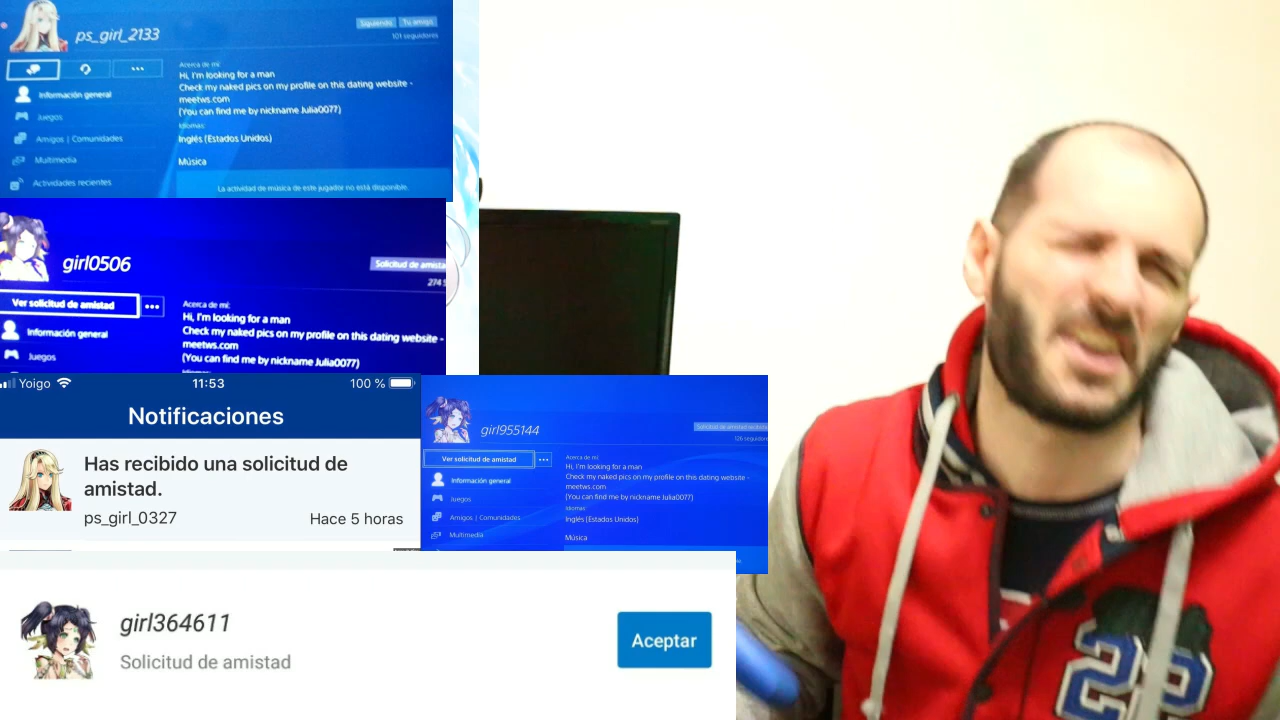 ps_girl_2133
Siguiendo
Tu amigo
101 seguidores
Acerca de mí:
Hi, I'm looking for a man
Check my naked pics on my profile on this dating website -
meetws.com
(You can find me by nickname Julia0077)
Idiomas:
Inglés (Estados Unidos)
Música
La actividad de música de este jugador no está disponible.
Información general
Juegos
Amigos | Comunidades
Multimedia
Actividades recientes
girl0506
Solicitud de amista
274 s
Ver solicitud de amistad
Acerca de mí:
Hi, I'm looking for a man
Check my naked pics on my profile on this dating website -
meetws.com
(You can find me by nickname Julia0077)
Información general
Juegos
Yoigo
11:53
100 %
Notificaciones
Has recibido una solicitud de
amistad.
ps_girl_0327
Hace 5 horas
girl955144
Solicitud de amistad
126 seguidor
Ver solicitud de amistad
Acerca de mí:
Hi, I'm looking for a man
Check my naked pics on my profile on this dating website -
meetws.com
(You can find me by nickname Julia0077)
Idiomas:
Inglés (Estados Unidos)
Música
Información general
Juegos
Amigos | Comunidades
Multimedia
girl364611
Solicitud de amistad
Aceptar
22